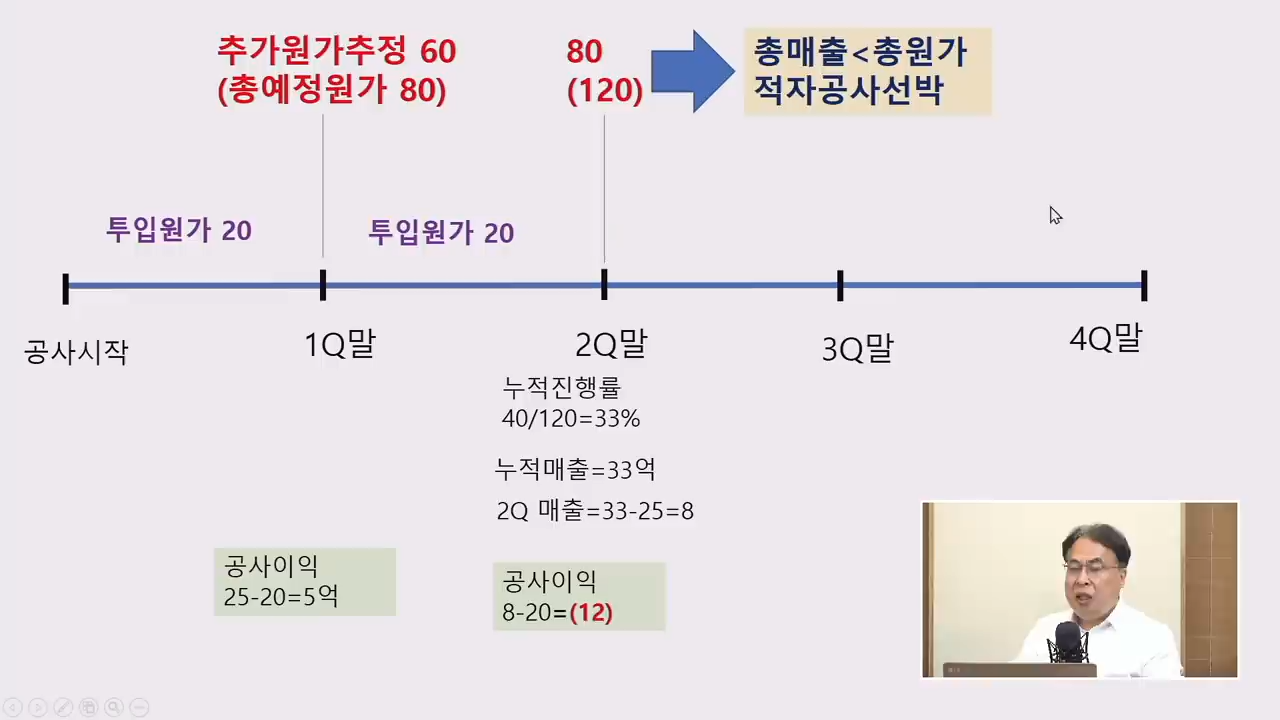 추가원가추정 60
(총예정원가 80)
80
(120)
총매출<총원가
적자공사선박
투입원가 20
투입원가 20
공사시작
1Q말
2Q말
3Q말
4Q말
누적진행률
40/120=33%
누적매출=33억
2Q 매출=33-25=8
공사이익
25-20=5억
공사이익
8-20=(12)